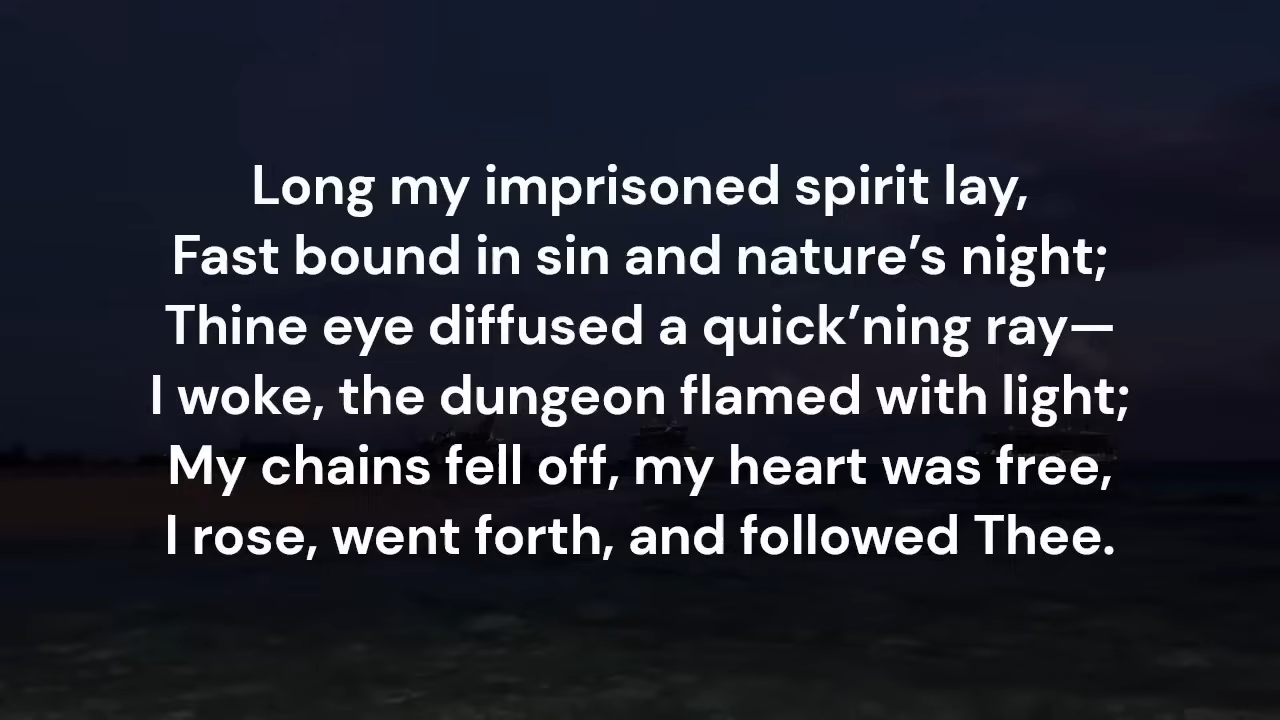 Long my imprisoned spirit lay,
Fast bound in sin and nature’s night;
Thine eye diffused a quick’ning ray—
I woke, the dungeon flamed with light;
My chains fell off, my heart was free,
I rose, went forth, and followed Thee.